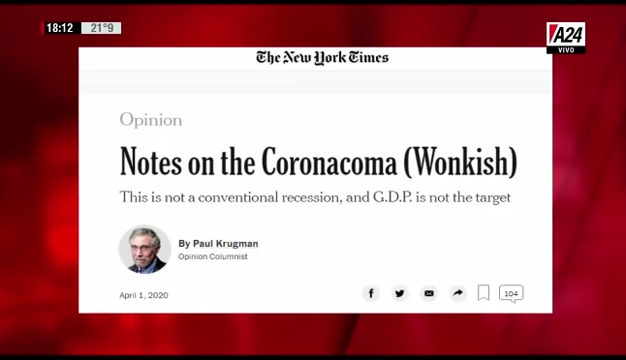 18:12 21°9
A24
VIVO
The New York Times
Opinion
Notes on the Coronacoma (Wonkish)
This is not a conventional recession, and G.D.P. is not the target
By Paul Krugman
Opinion Columnist
April 1, 2020
104